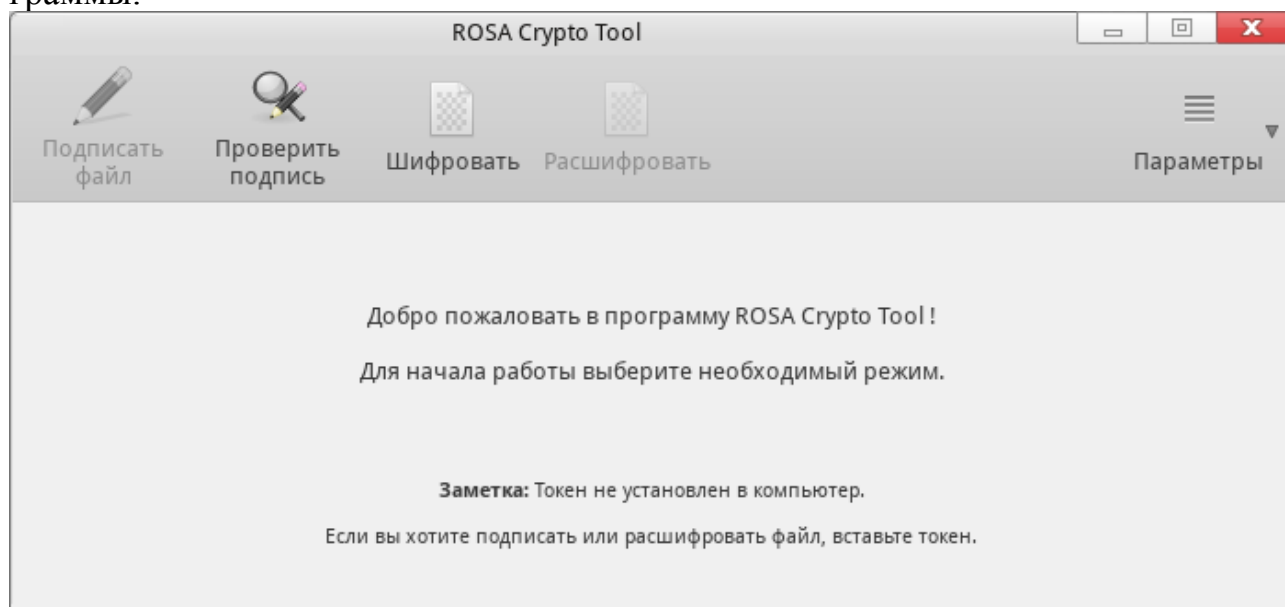 граммы.
ROSA Crypto Tool
Подписать
файл
Проверить
подпись
Шифровать
Расшифровать
Параметры
Добро пожаловать в программу ROSA Crypto Tool !
Для начала работы выберите необходимый режим.
Заметка: Токен не установлен в компьютер.
Если вы хотите подписать или расшифровать файл, вставьте токен.